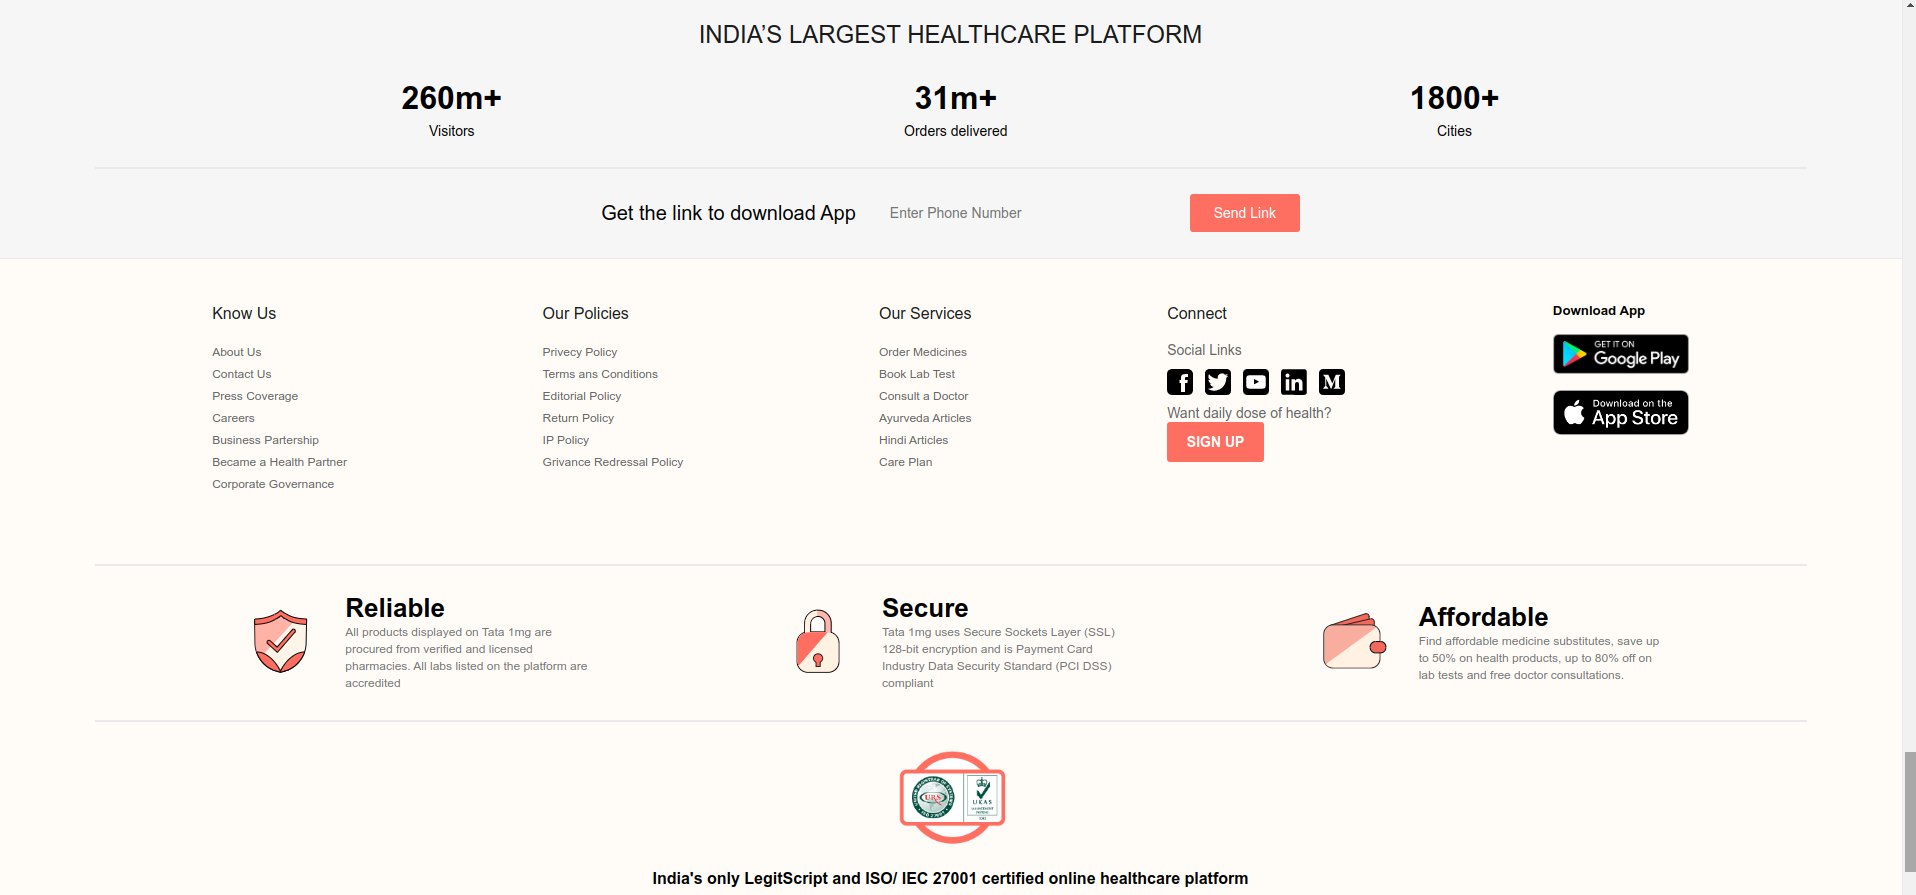 INDIA’S LARGEST HEALTHCARE PLATFORM
260m+
Visitors
31m+
Orders delivered
1800+
Cities
Get the link to download App
Enter Phone Number
Send Link
Know Us
About Us
Contact Us
Press Coverage
Careers
Business Partership
Became a Health Partner
Corporate Governance
Our Policies
Privecy Policy
Terms ans Conditions
Editorial Policy
Return Policy
IP Policy
Grivance Redressal Policy
Our Services
Order Medicines
Book Lab Test
Consult a Doctor
Ayurveda Articles
Hindi Articles
Care Plan
Connect
Social Links
Want daily dose of health?
SIGN UP
Download App
GET IT ON
Google Play
Download on the
App Store
Reliable
All products displayed on Tata 1mg are
procured from verified and licensed
pharmacies. All labs listed on the platform are
accredited
Secure
Tata 1mg uses Secure Sockets Layer (SSL)
128-bit encryption and is Payment Card
Industry Data Security Standard (PCI DSS)
compliant
Affordable
Find affordable medicine substitutes, save up
to 50% on health products, up to 80% off on
lab tests and free doctor consultations.
URS
UKAS
India's only LegitScript and ISO/ IEC 27001 certified online healthcare platform